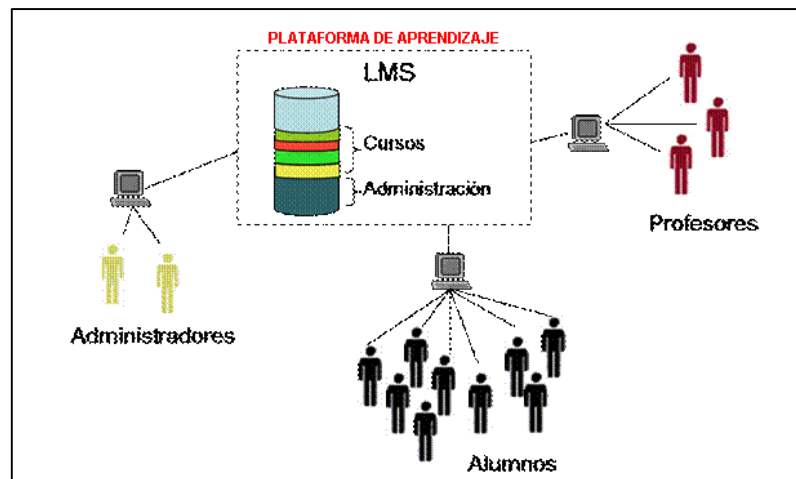 PLATAFORMA DE APRENDIZAJE
LMS
Cursos
Administración
Profesores
Administradores
Alumnos